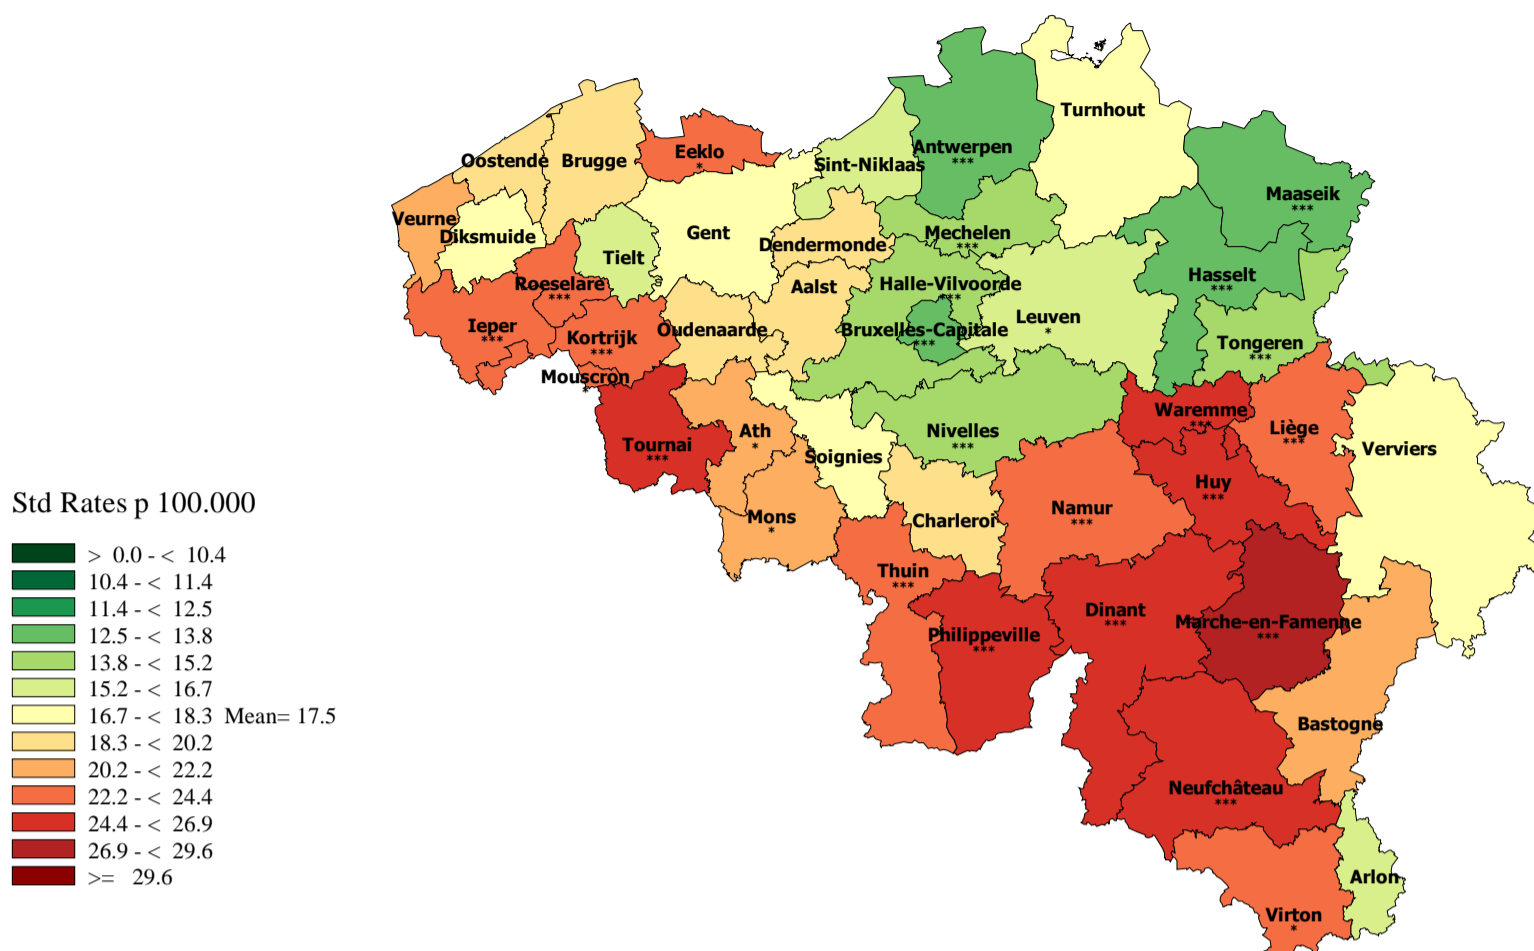 Turnhout
Antwerpen
***
Eeklo
*
Oostende
Brugge
Sint-Niklaas
Maaseik
***
Veurne
Diksmuide
Gent
Mechelen
***
Dendermonde
Tielt
Hasselt
***
Roeselare
***
Aalst
Halle-Vilvoorde
***
Leuven
*
Ieper
***
Kortrijk
***
Oudenaarde
Bruxelles-Capitale
***
Tongeren
***
Mouscron
*
Waremme
***
Ath
*
Nivelles
***
Liège
***
Tournai
***
Soignies
Verviers
Huy
***
Std Rates p 100.000
Mons
*
Charleroi
Namur
***
> 0.0 - < 10.4
10.4 - < 11.4
11.4 - < 12.5
12.5 - < 13.8
13.8 - < 15.2
15.2 - < 16.7
16.7 - < 18.3 Mean= 17.5
18.3 - < 20.2
20.2 - < 22.2
22.2 - < 24.4
24.4 - < 26.9
26.9 - < 29.6
>= 29.6
Thuin
***
Dinant
***
Marche-en-Famenne
***
Philippeville
***
Bastogne
Neufchâteau
***
Arlon
Virton
*